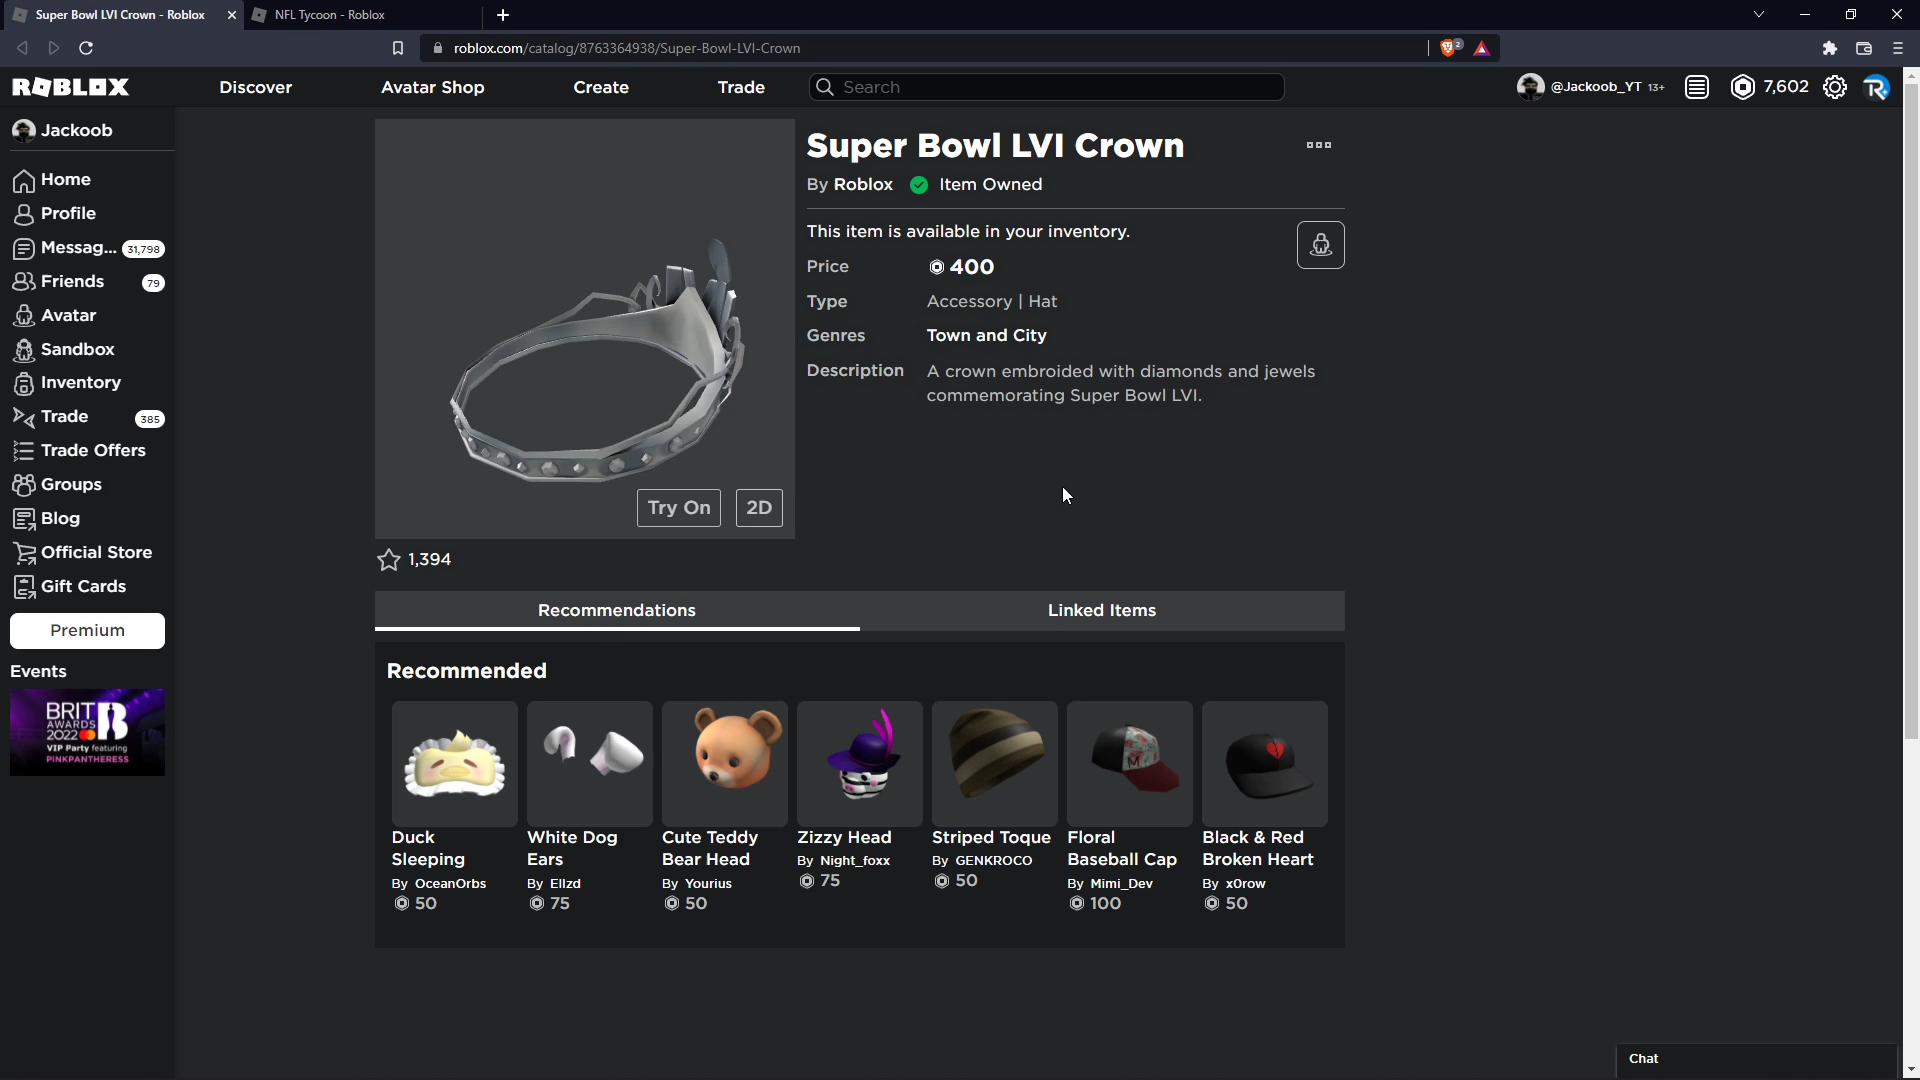 Super Bowl LVI Crown - Roblox
NFL Tycoon - Roblox
roblox.com/catalog/8763364938/Super-Bowl-LVI-Crown
2
ROBLOX
Discover
Avatar Shop
Create
Trade
Search
@Jackoob_YT 13+
7,602
Jackoob
Home
Profile
Messag... 31,798
Friends 79
Avatar
Sandbox
Inventory
Trade 385
Trade Offers
Groups
Blog
Official Store
Gift Cards
Premium
Events
BRIT
AWARDS
2022
VIP Party featuring
PINKPANTHERESS
Super Bowl LVI Crown
By Roblox Item Owned
This item is available in your inventory.
Price 400
Type Accessory | Hat
Genres Town and City
Description A crown embroided with diamonds and jewels
commemorating Super Bowl LVI.
Try On
2D
1,394
Recommendations
Linked Items
Recommended
Duck
Sleeping
By OceanOrbs
50
White Dog
Ears
By Ellzd
75
Cute Teddy
Bear Head
By Yourius
50
Zizzy Head
By Night_foxx
75
Striped Toque
By GENKROCO
50
M
Floral
Baseball Cap
By Mimi_Dev
100
Black & Red
Broken Heart
By x0row
50
Chat